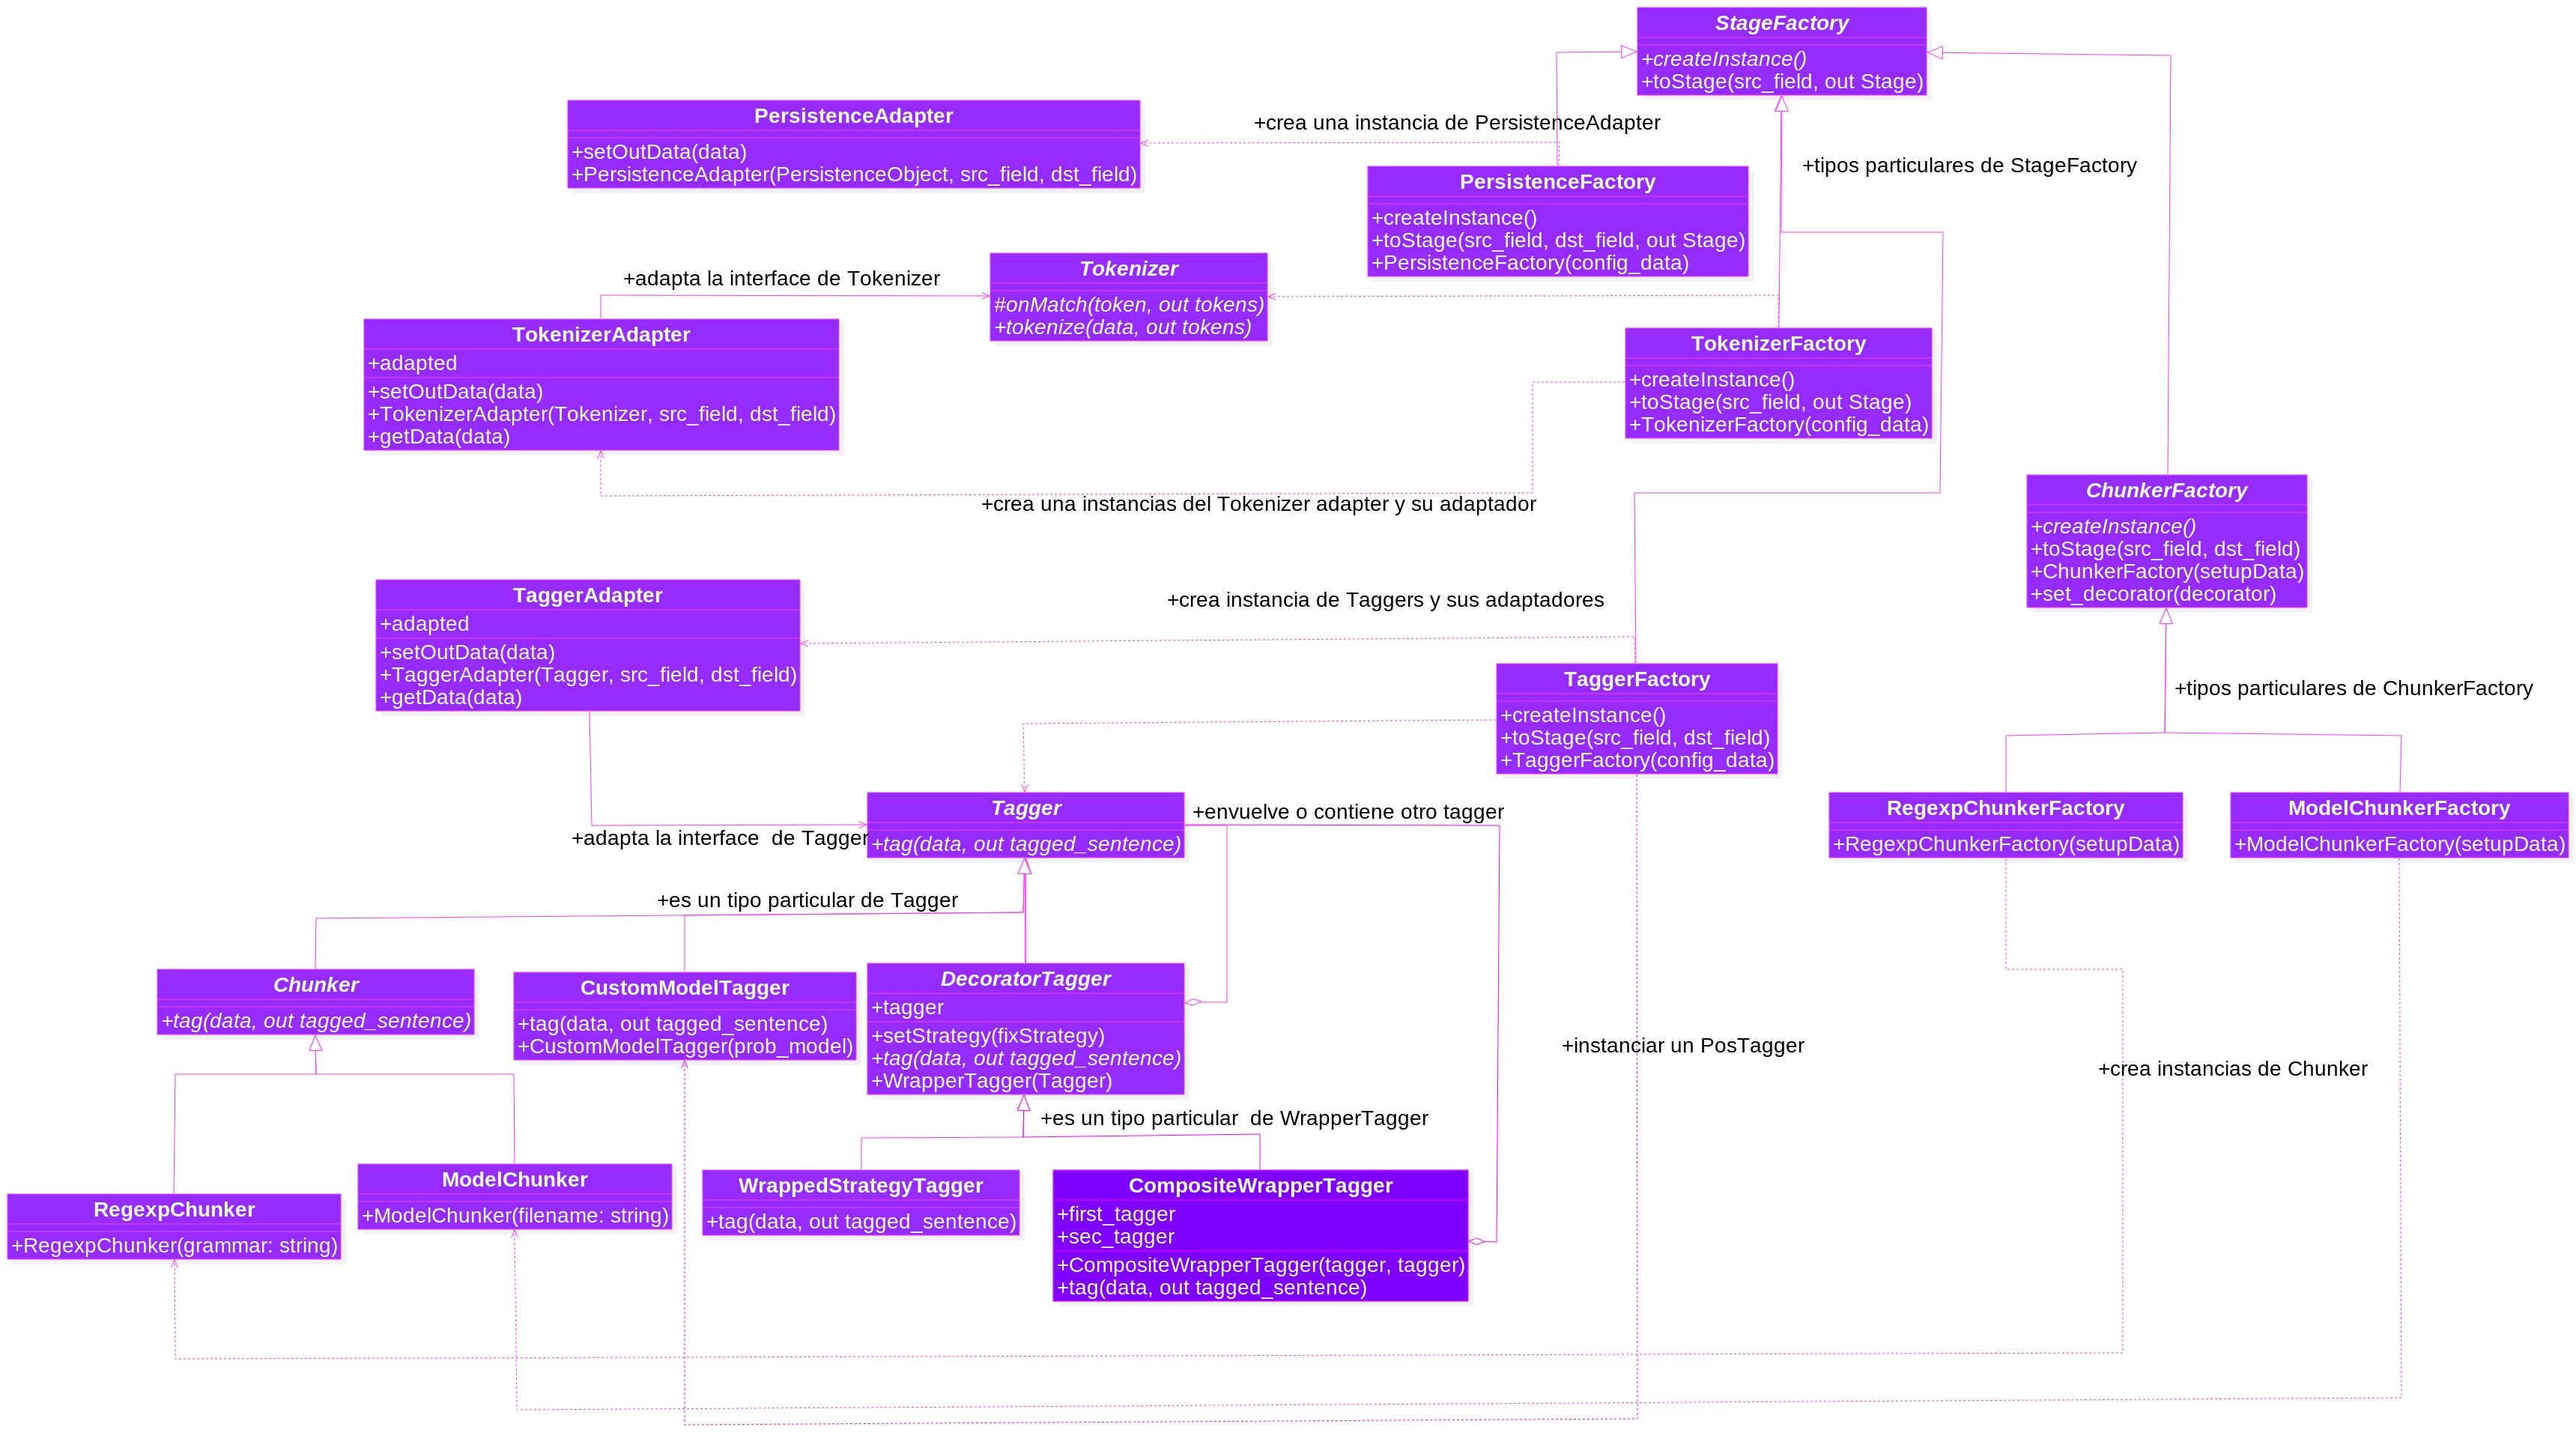 StageFactory
+createInstance()
+toStage(src_field, out Stage)
PersistenceAdapter
+setOutData(data)
+PersistenceAdapter(PersistenceObject, src_field, dst_field)
+crea una instancia de PersistenceAdapter
PersistenceFactory
+createInstance()
+toStage(src_field, dst_field, out Stage)
+PersistenceFactory(config_data)
+tipos particulares de StageFactory
Tokenizer
#onMatch(token, out tokens)
+tokenize(data, out tokens)
+adapta la interface de Tokenizer
TokenizerAdapter
+adapted
+setOutData(data)
+TokenizerAdapter(Tokenizer, src_field, dst_field)
+getData(data)
TokenizerFactory
+createInstance()
+toStage(src_field, out Stage)
+TokenizerFactory(config_data)
+crea una instancias del Tokenizer adapter y su adaptador
ChunkerFactory
+createInstance()
+toStage(src_field, dst_field)
+ChunkerFactory(setupData)
+set_decorator(decorator)
TaggerAdapter
+adapted
+setOutData(data)
+TaggerAdapter(Tagger, src_field, dst_field)
+getData(data)
+crea instancia de Taggers y sus adaptadores
TaggerFactory
+createInstance()
+toStage(src_field, dst_field)
+TaggerFactory(config_data)
+tipos particulares de ChunkerFactory
Tagger
+tag(data, out tagged_sentence)
+envuelve o contiene otro tagger
+adapta la interface  de Tagger
RegexpChunkerFactory
+RegexpChunkerFactory(setupData)
ModelChunkerFactory
+ModelChunkerFactory(setupData)
+es un tipo particular de Tagger
Chunker
+tag(data, out tagged_sentence)
CustomModelTagger
+tag(data, out tagged_sentence)
+CustomModelTagger(prob_model)
DecoratorTagger
+tagger
+setStrategy(fixStrategy)
+tag(data, out tagged_sentence)
+WrapperTagger(Tagger)
+instanciar un PosTagger
+crea instancias de Chunker
+es un tipo particular  de WrapperTagger
RegexpChunker
+RegexpChunker(grammar: string)
ModelChunker
+ModelChunker(filename: string)
WrappedStrategyTagger
+tag(data, out tagged_sentence)
CompositeWrapperTagger
+first_tagger
+sec_tagger
+CompositeWrapperTagger(tagger, tagger)
+tag(data, out tagged_sentence)